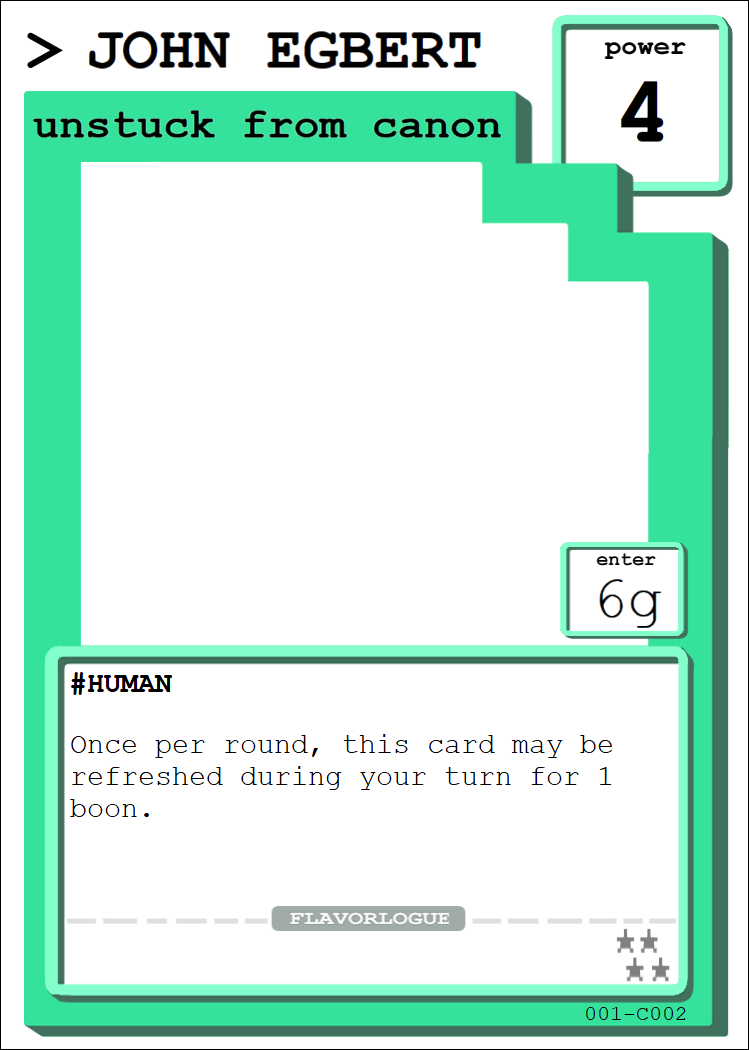 > JOHN EGBERT
power
4
unstuck from canon
enter
6g
#HUMAN
Once per round, this card may be
refreshed during your turn for 1
boon.
FLAVORLOGUE
001-C002